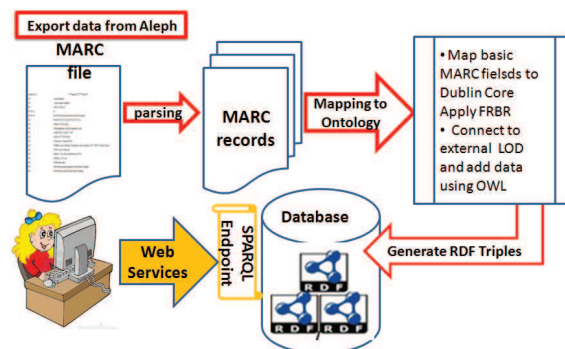 Export data from Aleph
MARC
file
parsing
MARC
records
Mapping to
Ontology
• Map basic
MARC fielsds to
Dublin Core
Apply FRBR
• Connect to
external LOD
and add data
using OWL
Web
Services
SPARQL
Endpoint
Database
Generate RDF Triples
RDF
RDF
RDF